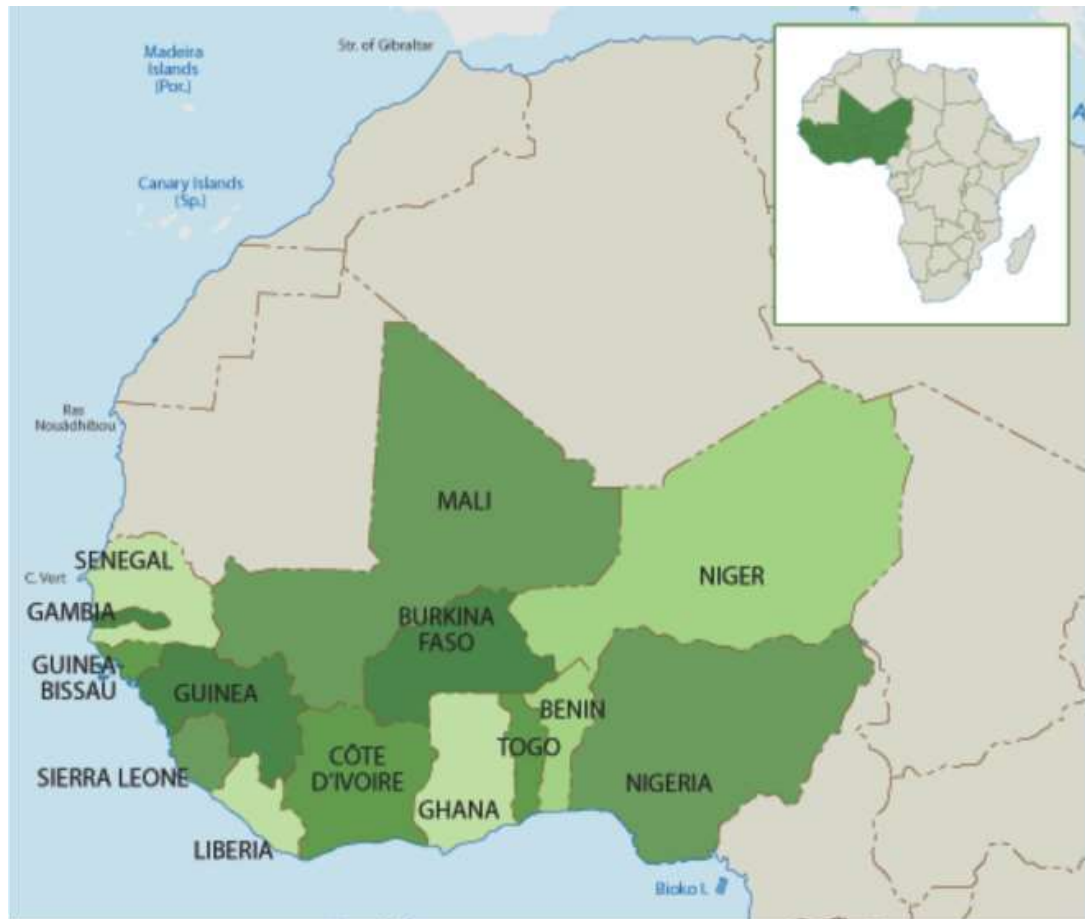 Madeira
Islands
(Por.)
Str. of Gibraltar
A
Canary Islands
(Sp.)
Ras
Nouâdhibou
MALI
SENEGAL
C. Vert
NIGER
GAMBIA
BURKINA
FASO
GUINEA
BISSAU
GUINEA
BENIN
TOGO
CÔTE
D'IVOIRE
SIERRA LEONE
NIGERIA
GHANA
LIBERIA
Bioko I.